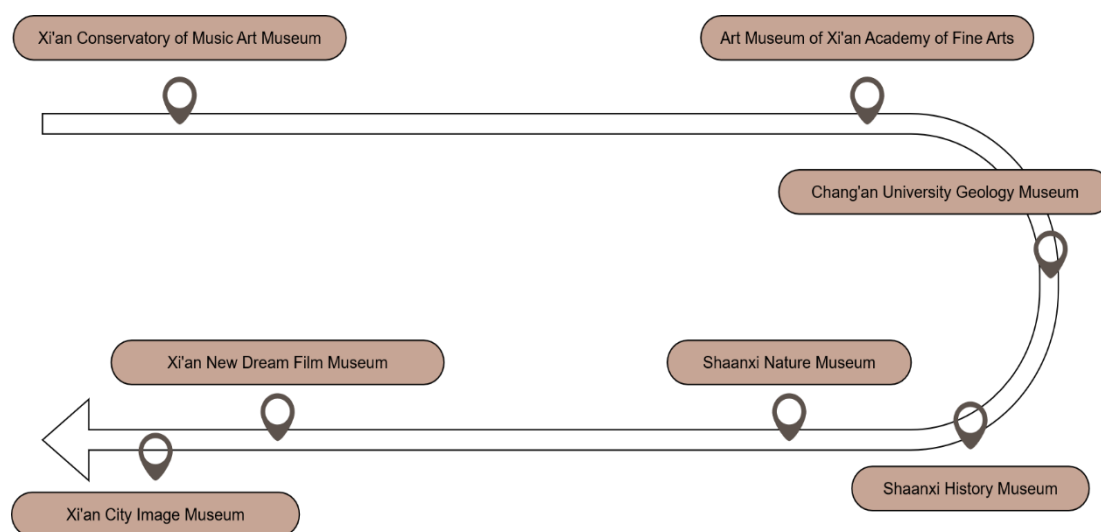 Xi'an Conservatory of Music Art Museum
Art Museum of Xi'an Academy of Fine Arts
Chang'an University Geology Museum
Xi'an New Dream Film Museum
Shaanxi Nature Museum
Shaanxi History Museum
Xi'an City Image Museum